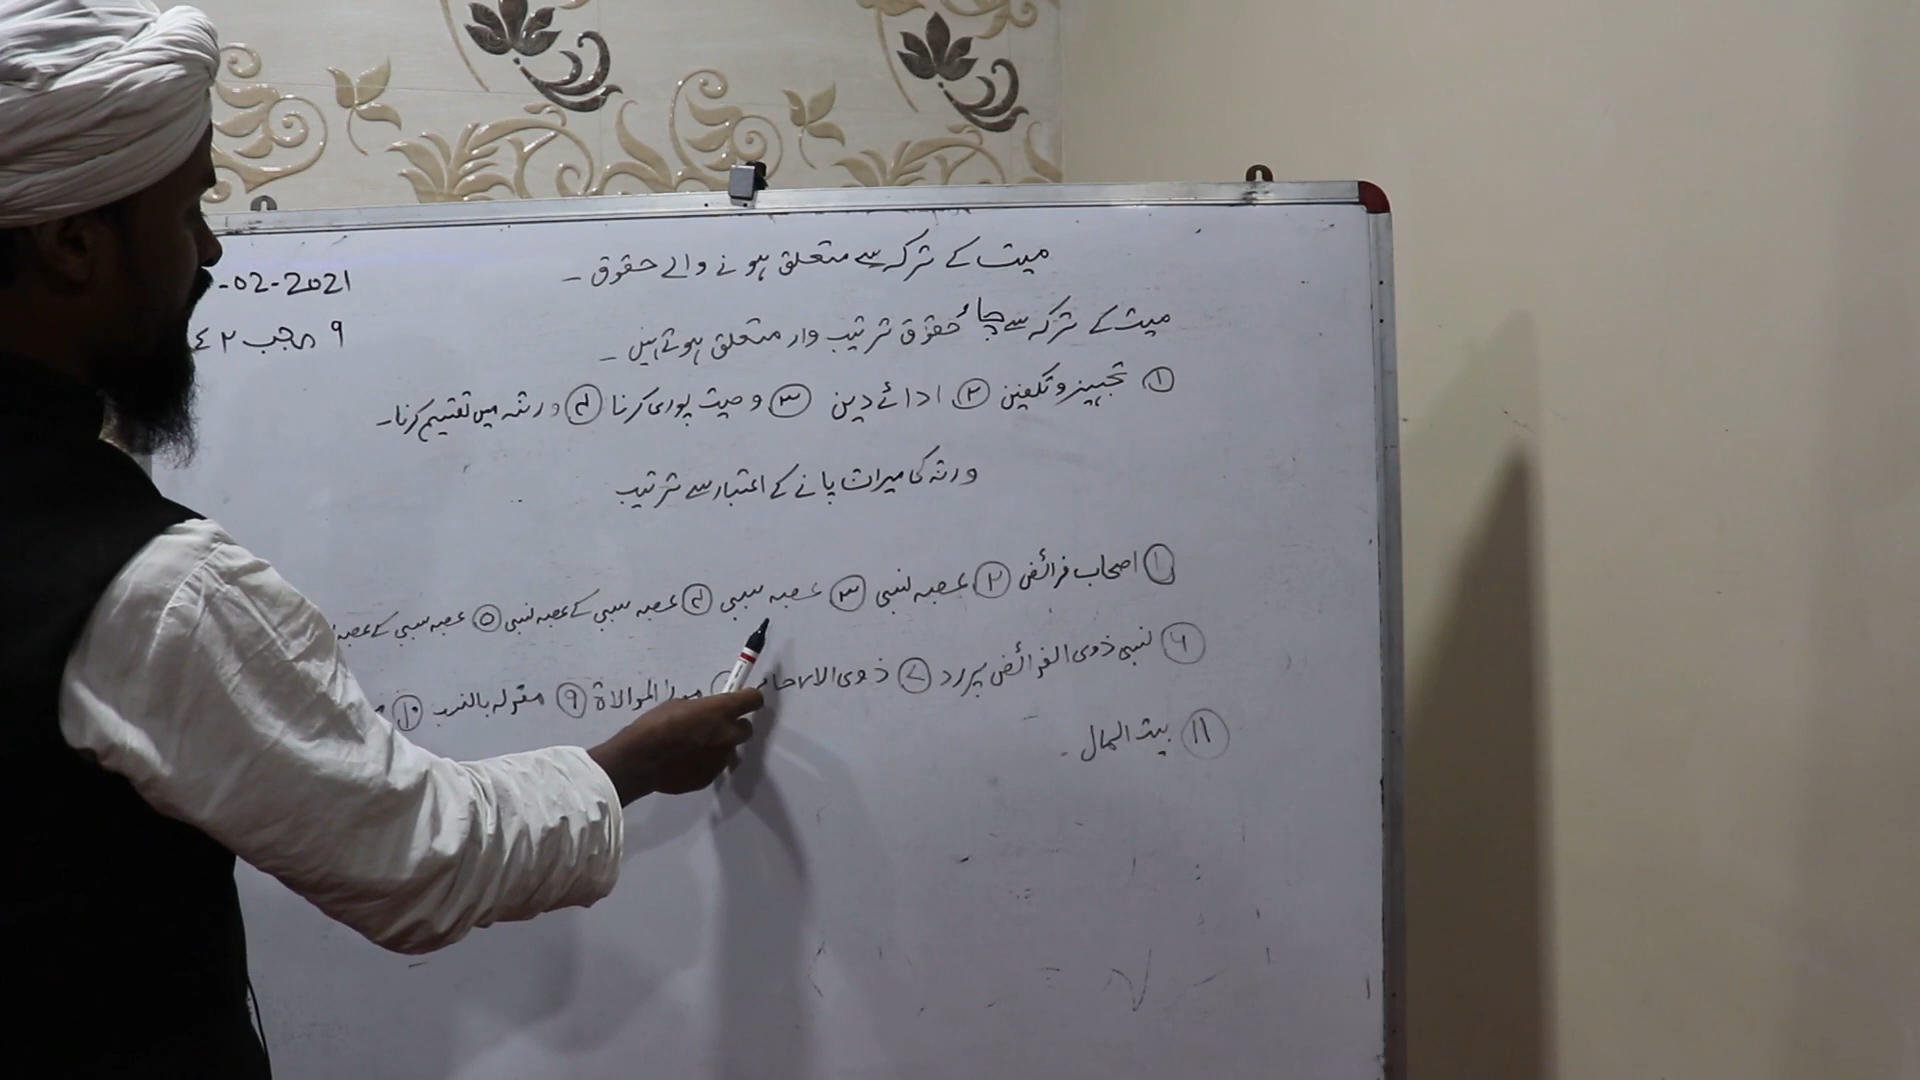 میت کے ترکہ سے متعلق ہونے والے حقوق ۔
-02-2021
۹ رجب ۴۲
میت کے ترکہ سے چار حقوق ترتیب وار متعلق ہوتے ہیں ۔
① تجہیز و تکفین ② ادائے دین ③ وصیت پوری کرنا ④ ورثہ میں تقسیم کرنا ۔
ورثہ کا میراث پانے کے اعتبار سے ترتیب
① اصحاب فرائض ② عصبہ نسبی ③ عصبہ سببی ④ عصبہ سببی کے عصبہ نسبی ⑤ عصبہ سببی کے عصبہ
⑥ نسبی ذوی الفرائض پر رد ⑦ ذوی الارحام الموالاۃ ⑨ مقرلہ بالنسب ⑩
⑪ بیت المال ۔